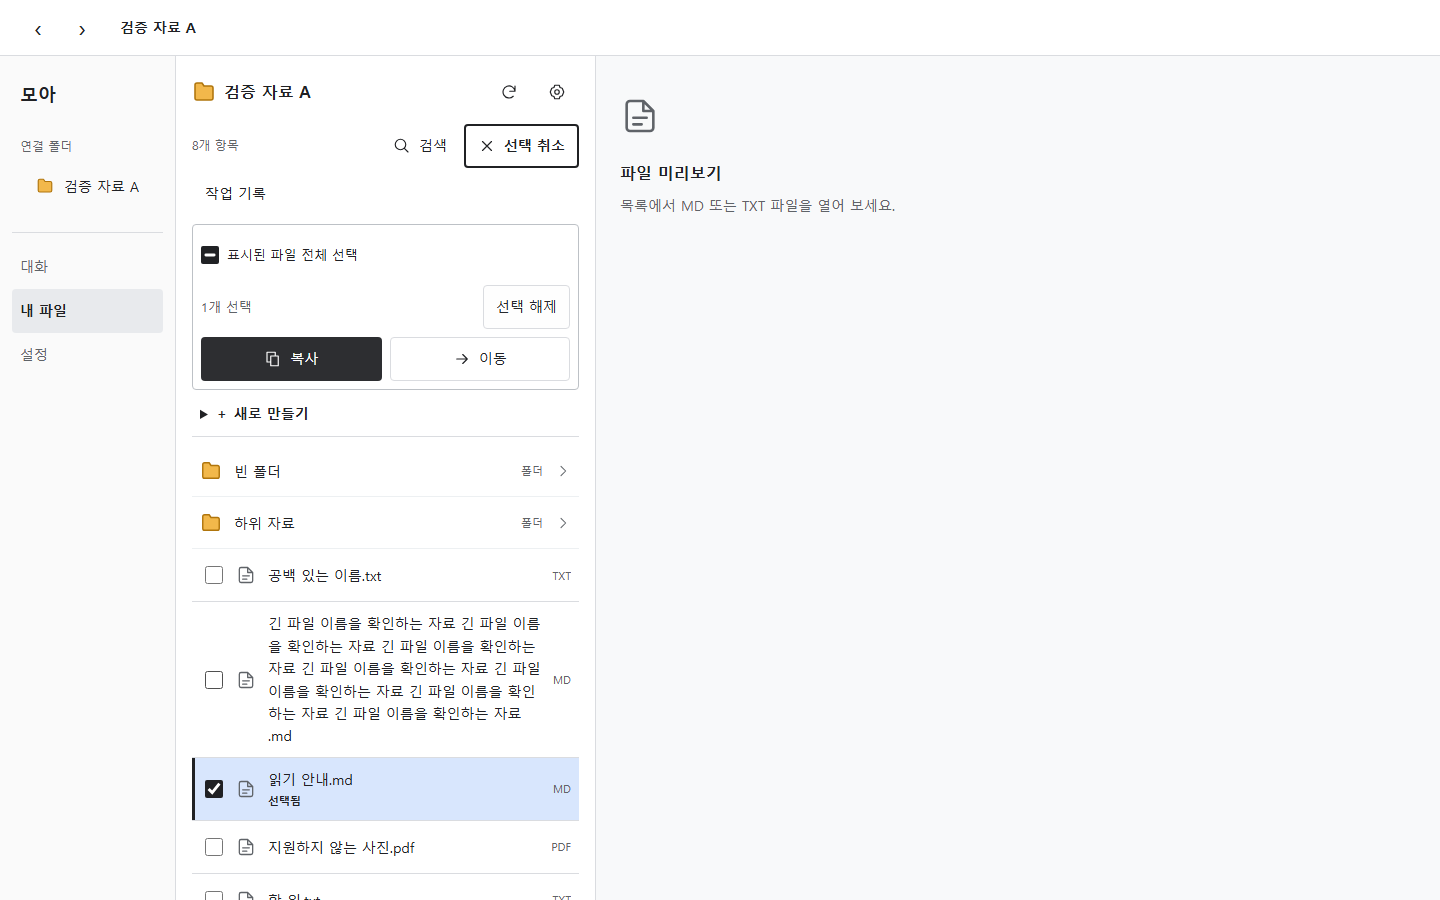 검증 자료 A
모아
연결 폴더
검증 자료 A
대화
내 파일
설정
검증 자료 A
8개 항목
검색
선택 취소
작업 기록
표시된 파일 전체 선택
1개 선택
선택 해제
복사
이동
+ 새로 만들기
빈 폴더
폴더
하위 자료
폴더
공백 있는 이름.txt
TXT
긴 파일 이름을 확인하는 자료 긴 파일 이름
을 확인하는 자료 긴 파일 이름을 확인하는
자료 긴 파일 이름을 확인하는 자료 긴 파일
이름을 확인하는 자료 긴 파일 이름을 확인
하는 자료 긴 파일 이름을 확인하는 자료
.md
MD
읽기 안내.md
선택됨
MD
지원하지 않는 사진.pdf
PDF
파일 미리보기
목록에서 MD 또는 TXT 파일을 열어 보세요.